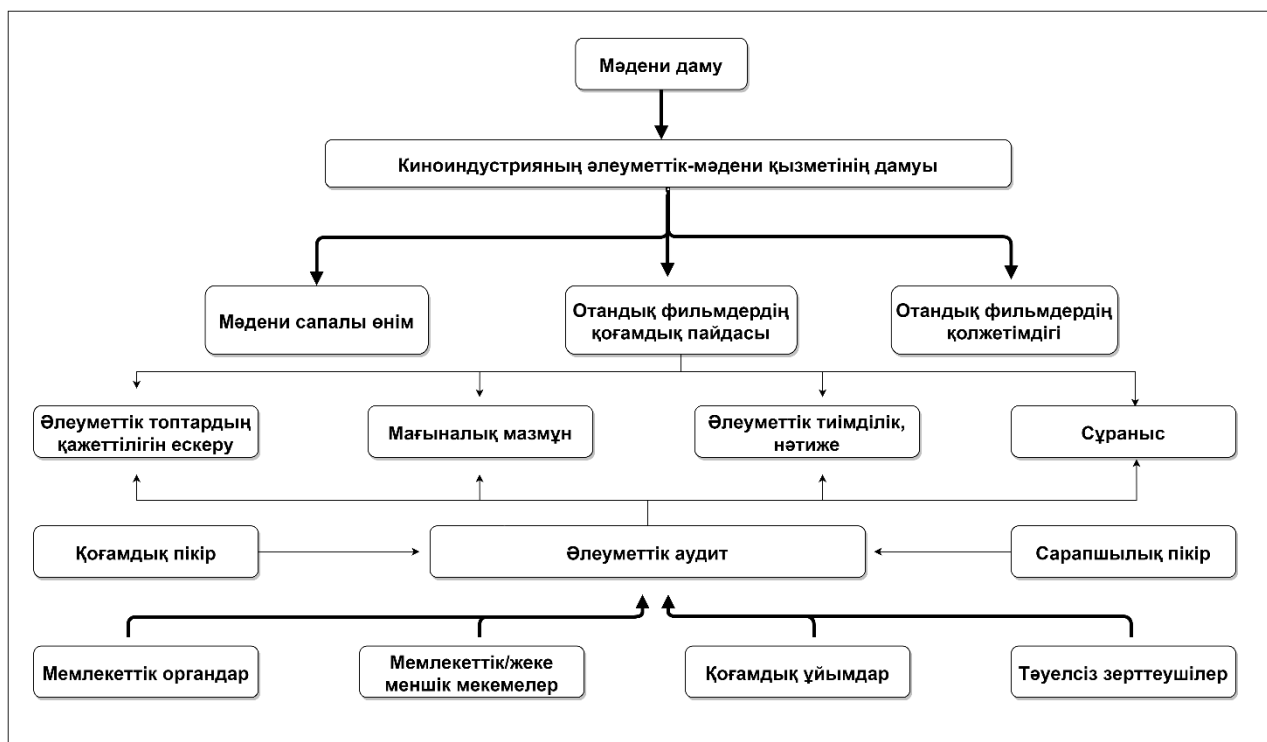 Мәдени даму
Киноиндустрияның әлеуметтік-мәдени қызметінің дамуы
Мәдени сапалы өнім
Отандық фильмдердің
қоғамдық пайдасы
Отандық фильмдердің
қолжетімдігі
Әлеуметтік топтардың
қажеттілігін ескеру
Мағыналық мазмұн
Әлеуметтік тиімділік,
нәтиже
Сұраныс
Қоғамдық пікір
Әлеуметтік аудит
Сарапшылық пікір
Мемлекеттік органдар
Мемлекеттік/жеке
меншік мекемелер
Қоғамдық ұйымдар
Тәуелсіз зерттеушілер